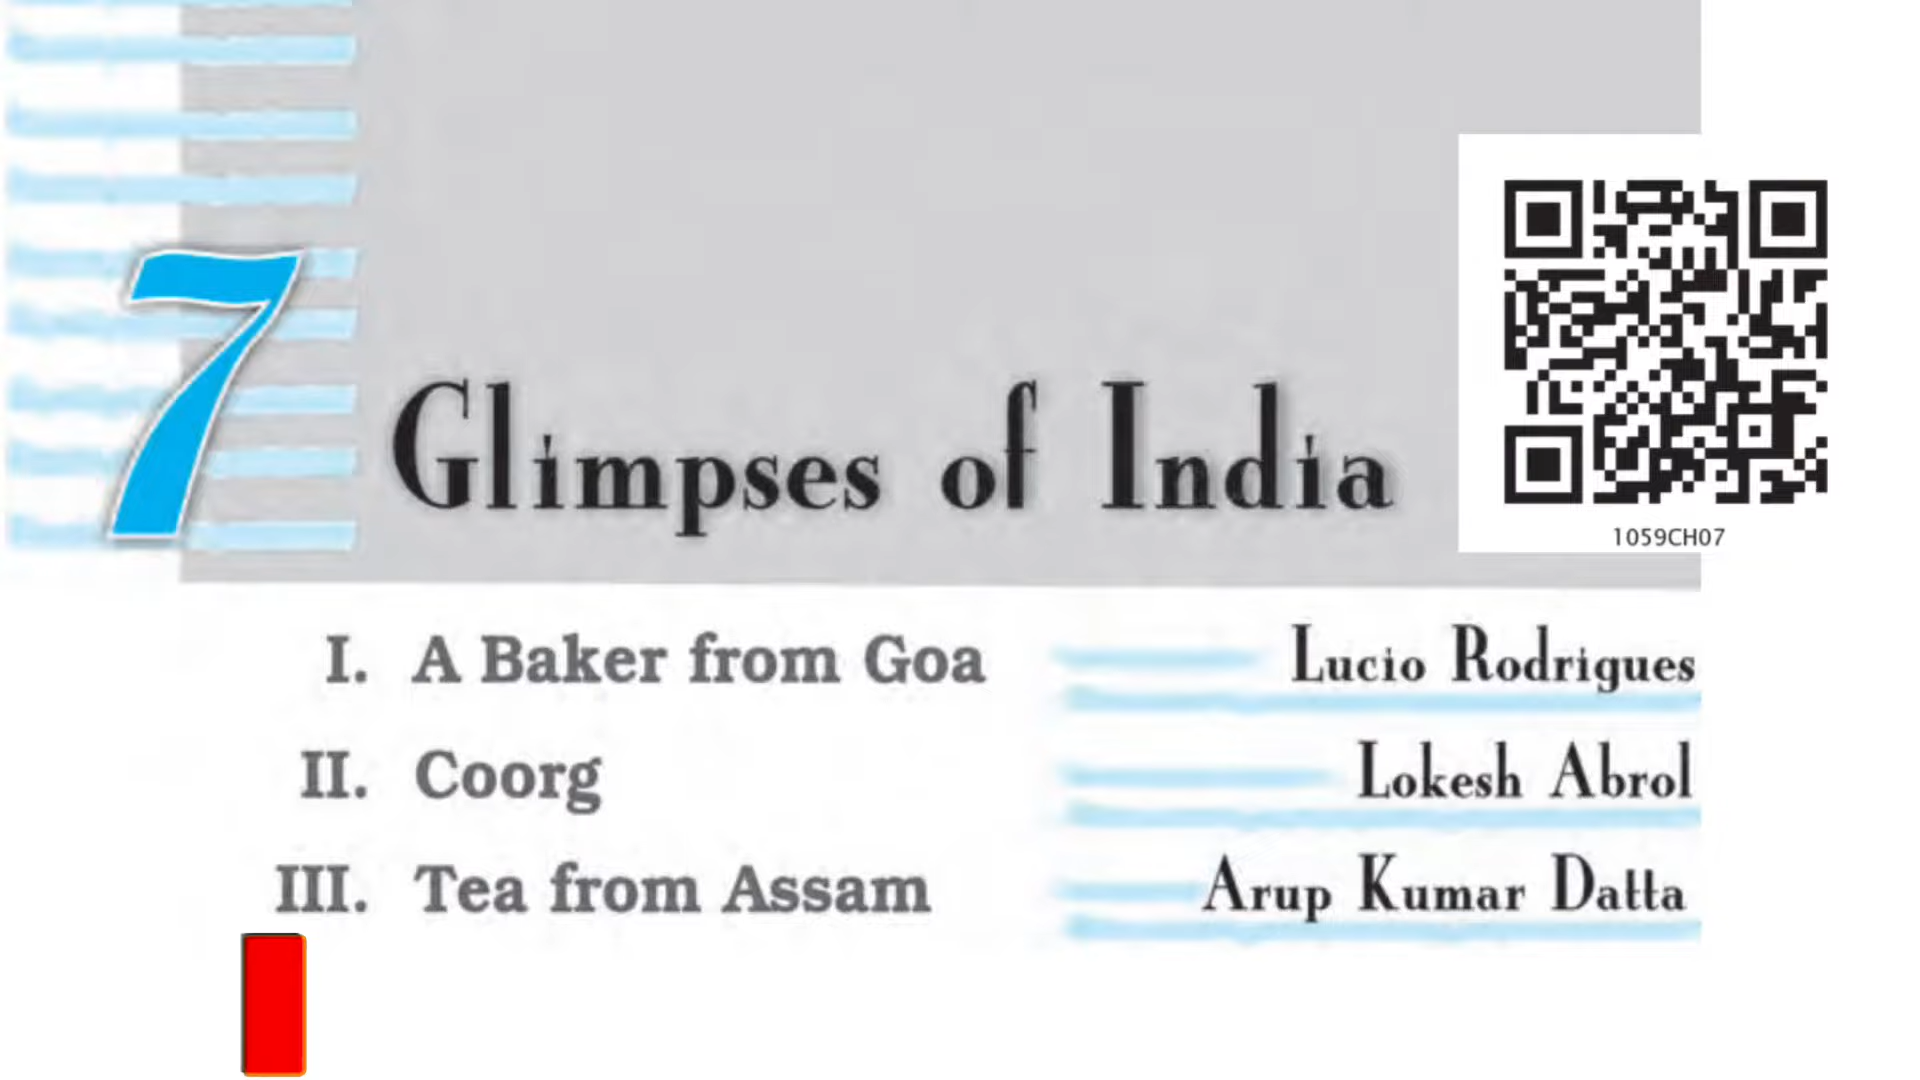 7 Glimpses of India
1059CH07
I. A Baker from Goa Lucio Rodrigues
II. Coorg Lokesh Abrol
III. Tea from Assam Arup Kumar Datta